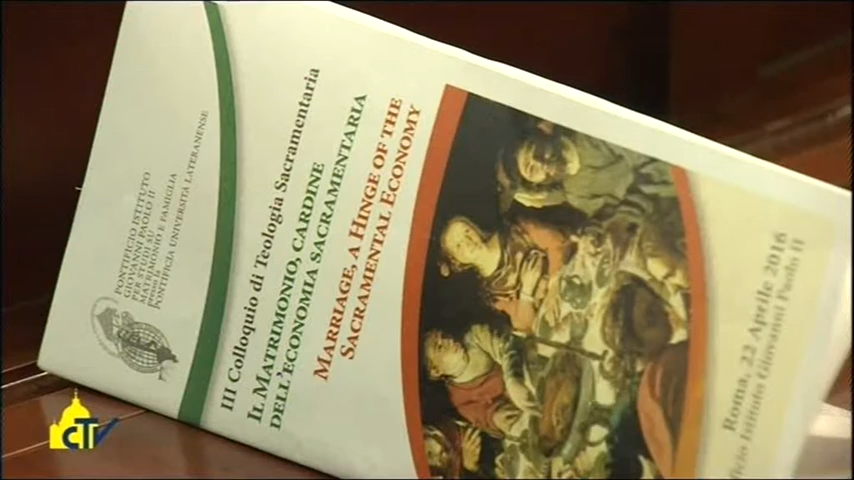 PONTIFICIO ISTITUTO
GIOVANNI PAOLO II
PER STUDI SU
MATRIMONIO E FAMIGLIA
presso la
PONTIFICIA UNIVERSITÀ LATERANENSE
III Colloquio di Teologia Sacramentaria
IL MATRIMONIO, CARDINE
DELL'ECONOMIA SACRAMENTARIA
MARRIAGE, A HINGE OF THE
SACRAMENTAL ECONOMY
Roma, 22 Aprile 2016
Istituto Giovanni Paolo II
CTV